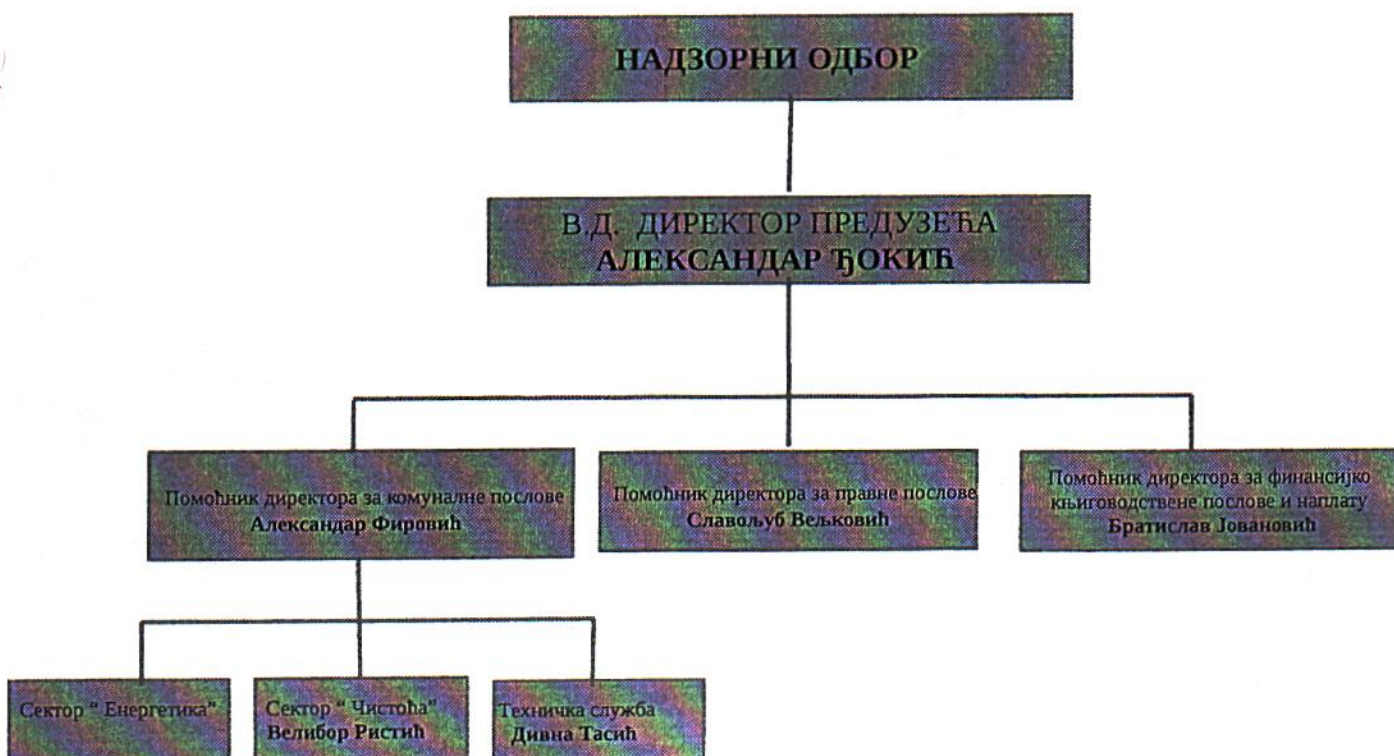 НАДЗОРНИ ОДБОР
В.Д. ДИРЕКТОР ПРЕДУЗЕЋА
АЛЕКСАНДАР ЂОКИЋ
Помоћник директора за комуналне послове
Александар Фировић
Помоћник директора за правне послове
Славољуб Вељковић
Помоћник директора за финансијко
књиговодствене послове и наплату
Братислав Јовановић
Сектор “ Енергетика”
Сектор “ Чистоћа”
Велибор Ристић
Техничка служба
Дивна Тасић